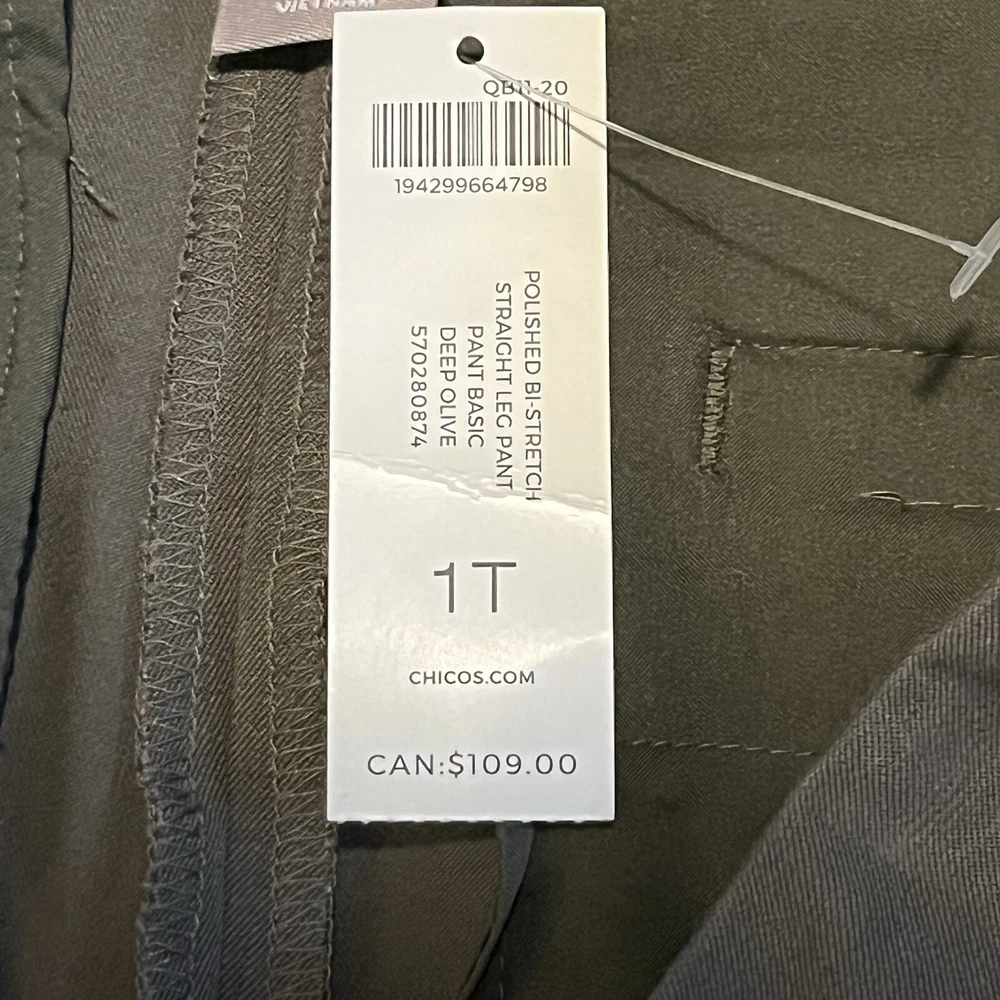 VIETNAM
QB11-20
194299664798
POLISHED BI-STRETCH
STRAIGHT LEG PANT
PANT BASIC
DEEP OLIVE
570280874
1T
CHICOS.COM
CAN:$109.00